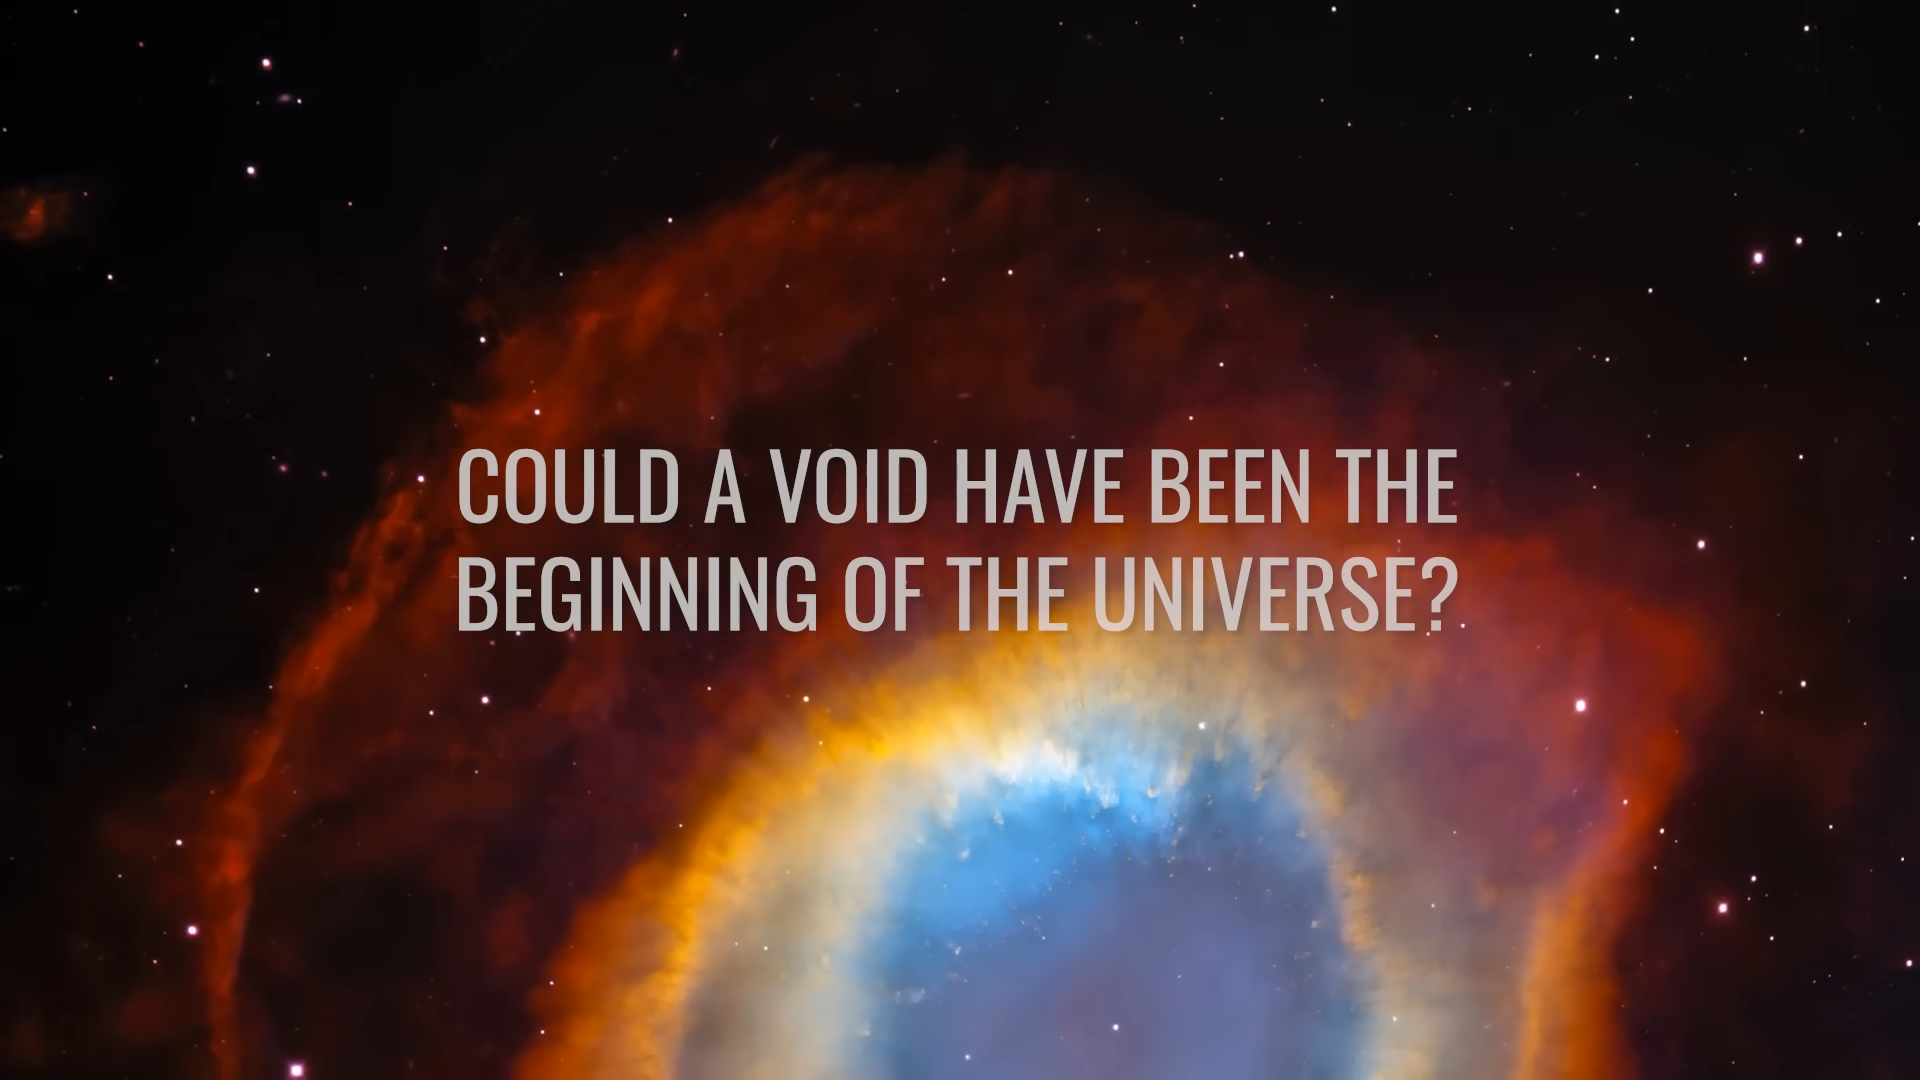 COULD A VOID HAVE BEEN THE
BEGINNING OF THE UNIVERSE?